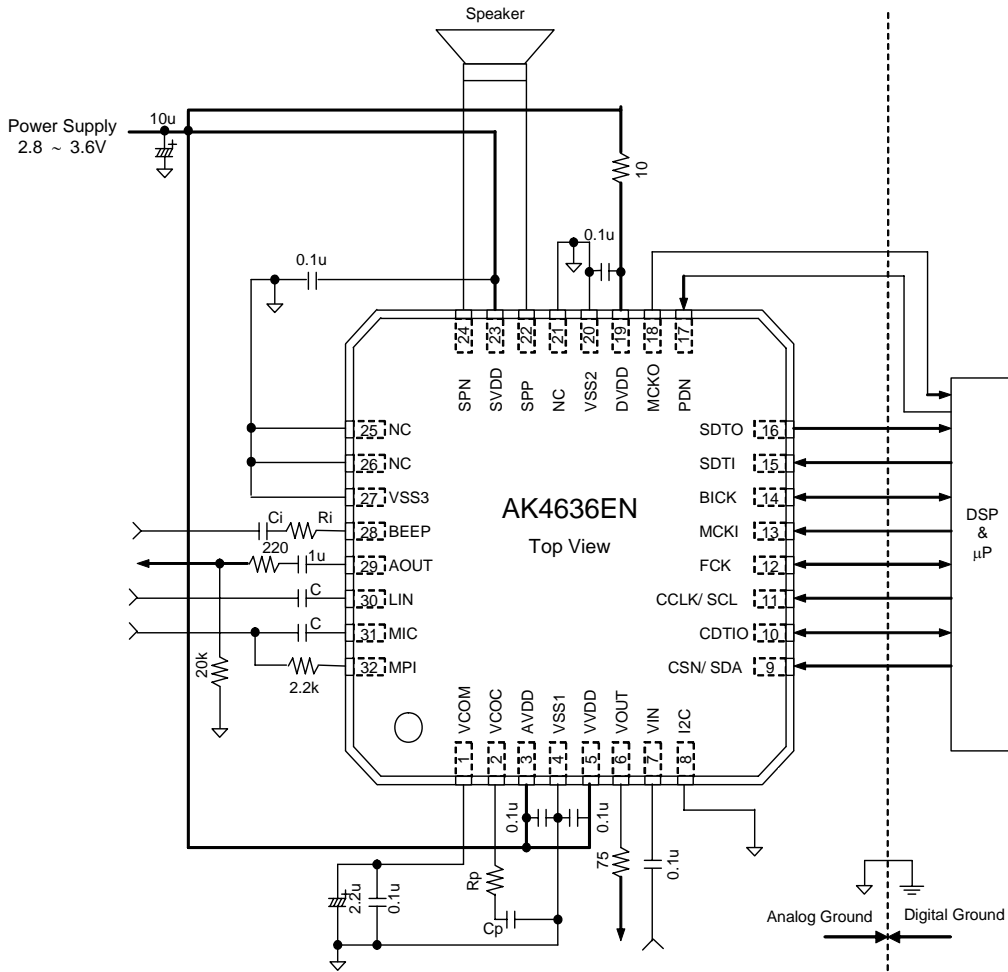 Speaker
Power Supply
2.8 ~ 3.6V
10u
10
0.1u
0.1u
24
23
22
21
20
19
18
17
SPN
SVDD
SPP
NC
VSS2
DVDD
MCKO
PDN
25 NC
26 NC
27 VSS3
28 BEEP
29 AOUT
30 LIN
31 MIC
32 MPI
Ci
Ri
220
1u
C
C
20k
2.2k
AK4636EN
Top View
SDTO 16
SDTI 15
BICK 14
MCKI 13
FCK 12
CCLK/ SCL 11
CDTIO 10
CSN/ SDA 9
DSP
&
µP
VCOM
VCOC
AVDD
VSS1
VVDD
VOUT
VIN
I2C
1
2
3
4
5
6
7
8
0.1u
0.1u
75
0.1u
Rp
Cp
2.2u
0.1u
Analog Ground
Digital Ground